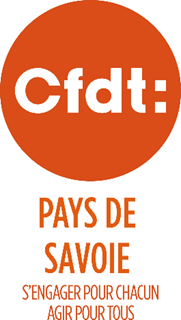 Cfdt:
PAYS DE
SAVOIE
S'ENGAGER POUR CHACUN
AGIR POUR TOUS